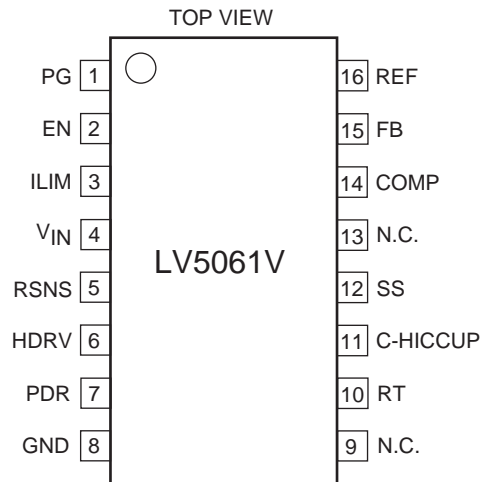 TOP VIEW
PG 1
16 REF
EN 2
15 FB
ILIM 3
14 COMP
VIN 4
13 N.C.
LV5061V
RSNS 5
12 SS
HDRV 6
11 C-HICCUP
PDR 7
10 RT
GND 8
9 N.C.